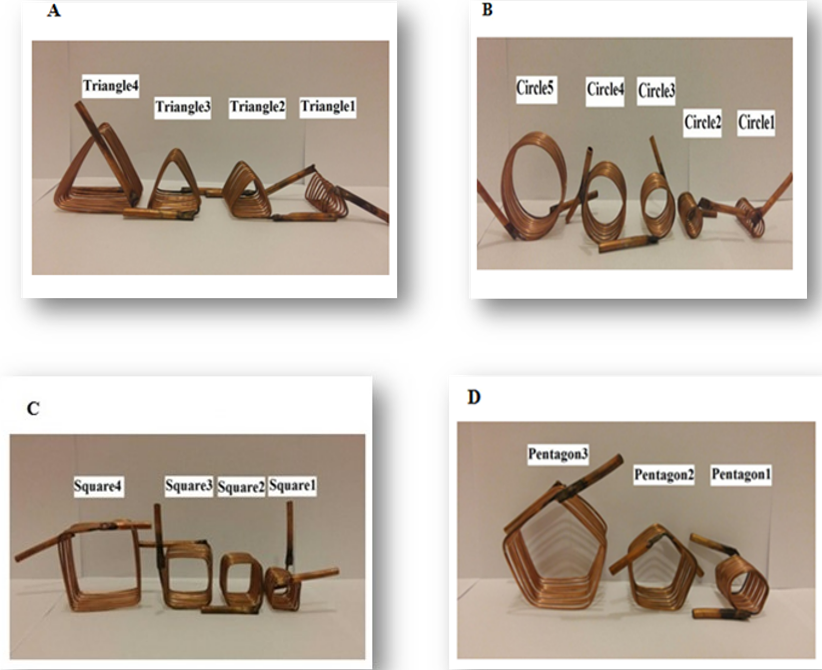 A
Triangle4
Triangle3
Triangle2
Triangle1
B
Circle5
Circle4
Circle3
Circle2
Circle1
C
Square4
Square3
Square2
Square1
D
Pentagon3
Pentagon2
Pentagon1